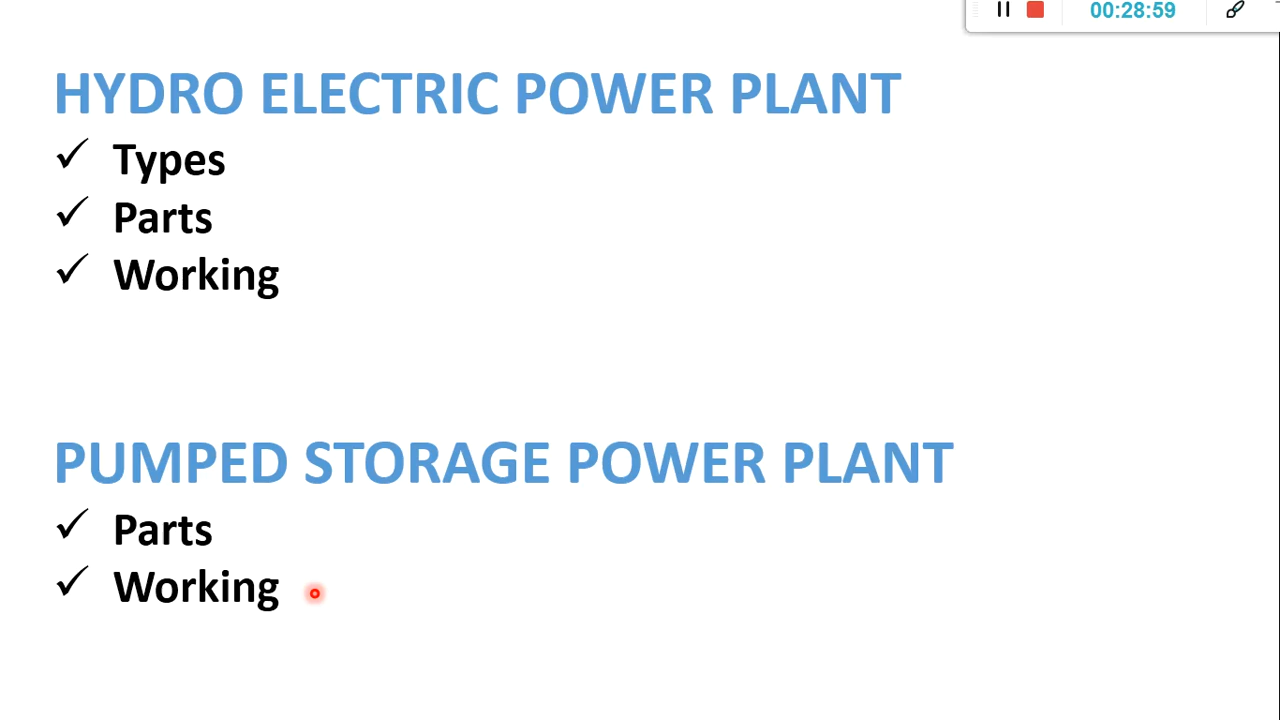 00:28:59
HYDRO ELECTRIC POWER PLANT
✓ Types
✓ Parts
✓ Working
PUMPED STORAGE POWER PLANT
✓ Parts
✓ Working